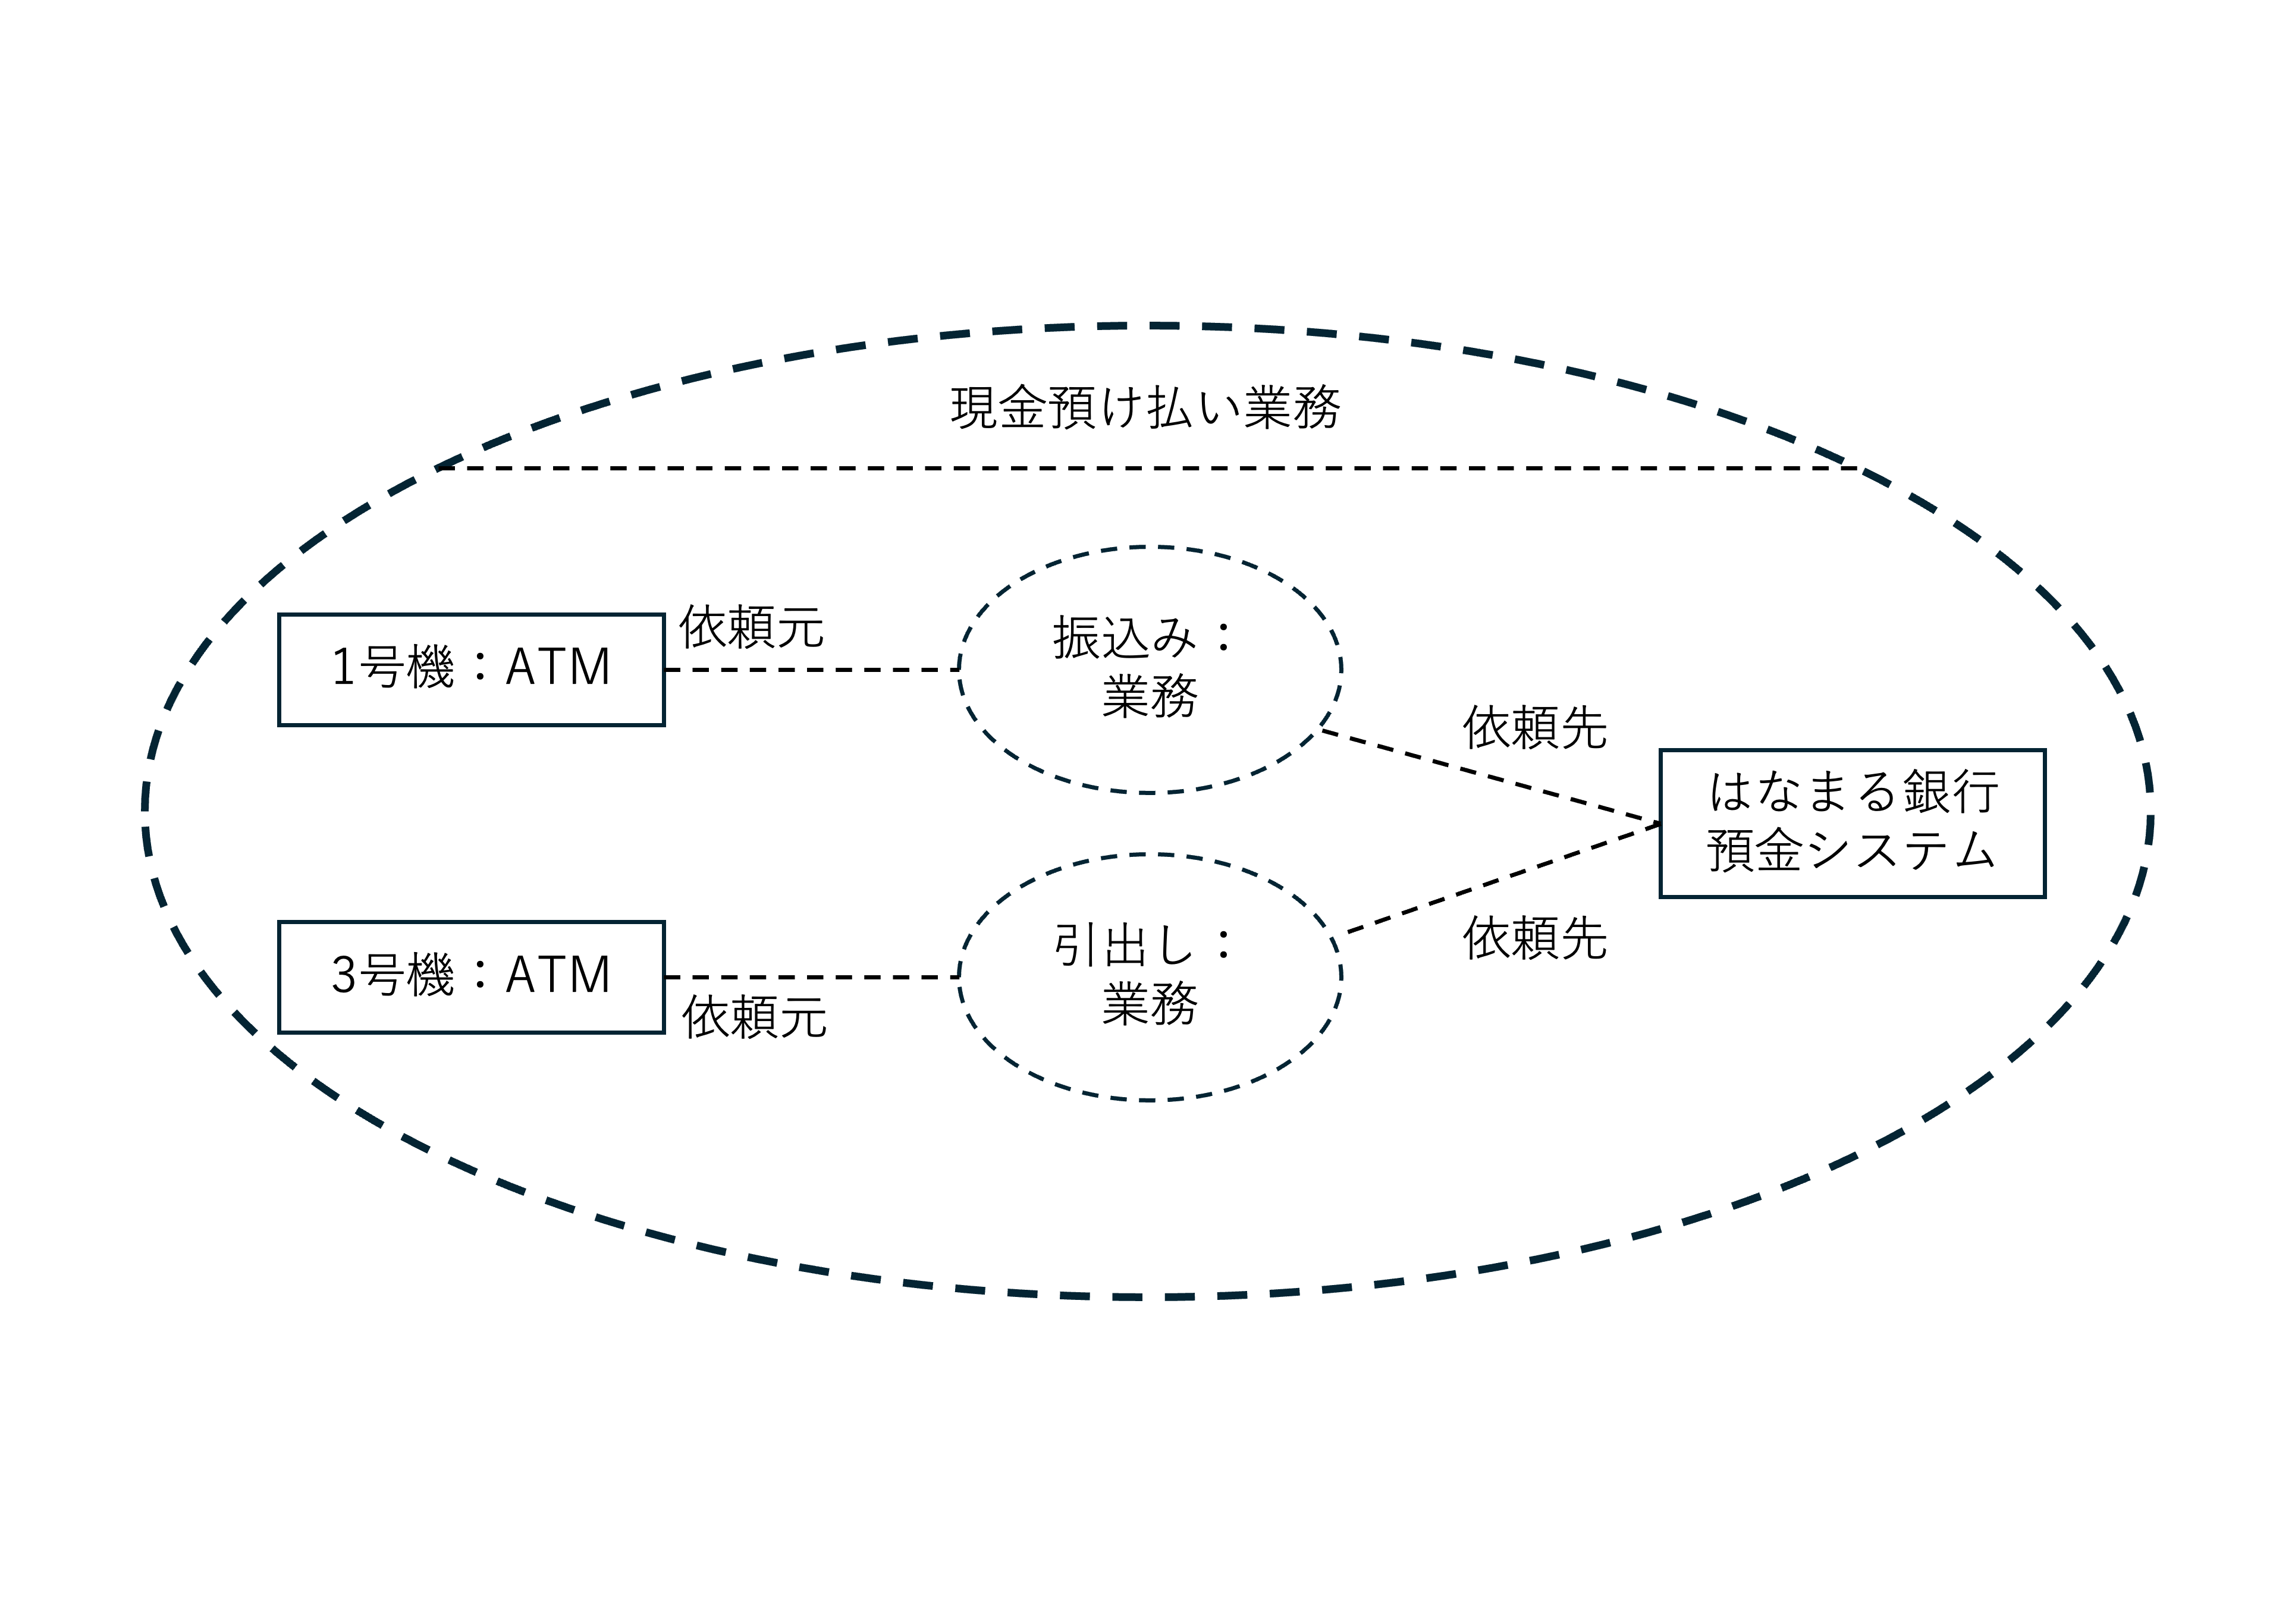 現金預け払い業務
依頼元
1号機：ATM
振込み：
業務
依頼先
はなまる銀行
預金システム
3号機：ATM
依頼元
引出し：
業務
依頼先